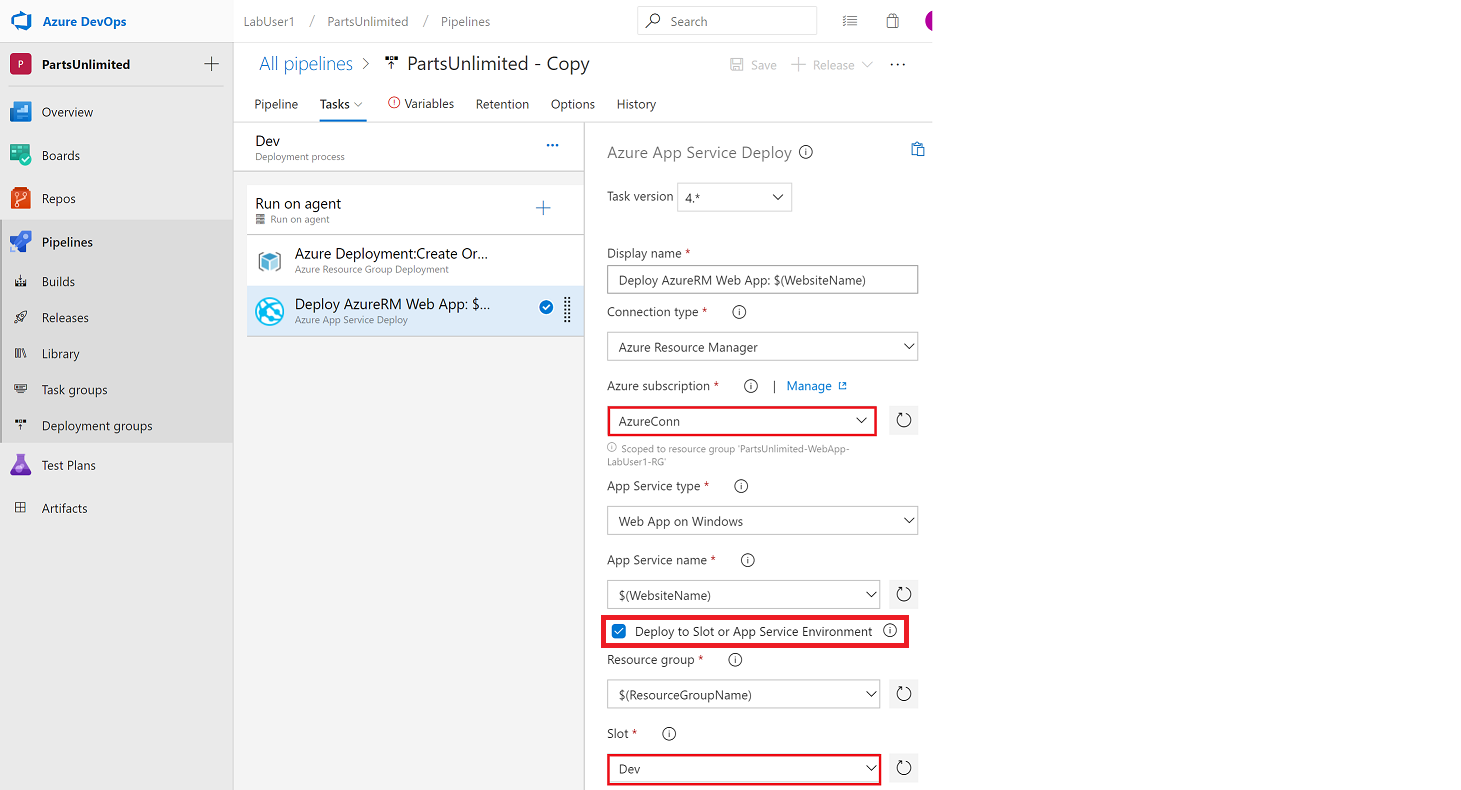 Azure DevOps
LabUser1 / PartsUnlimited / Pipelines
Search
P PartsUnlimited
Overview
Boards
Repos
Pipelines
Builds
Releases
Library
Task groups
Deployment groups
Test Plans
Artifacts
All pipelines > PartsUnlimited - Copy
Save + Release ...
Pipeline Tasks Variables Retention Options History
Dev
Deployment process
Run on agent
Run on agent
Azure Deployment:Create Or...
Azure Resource Group Deployment
Deploy AzureRM Web App: $...
Azure App Service Deploy
Azure App Service Deploy
Task version 4.*
Display name *
Deploy AzureRM Web App: $(WebsiteName)
Connection type *
Azure Resource Manager
Azure subscription * | Manage
AzureConn
Scoped to resource group 'PartsUnlimited-WebApp-
LabUser1-RG'
App Service type *
Web App on Windows
App Service name *
$(WebsiteName)
Deploy to Slot or App Service Environment
Resource group *
$(ResourceGroupName)
Slot *
Dev